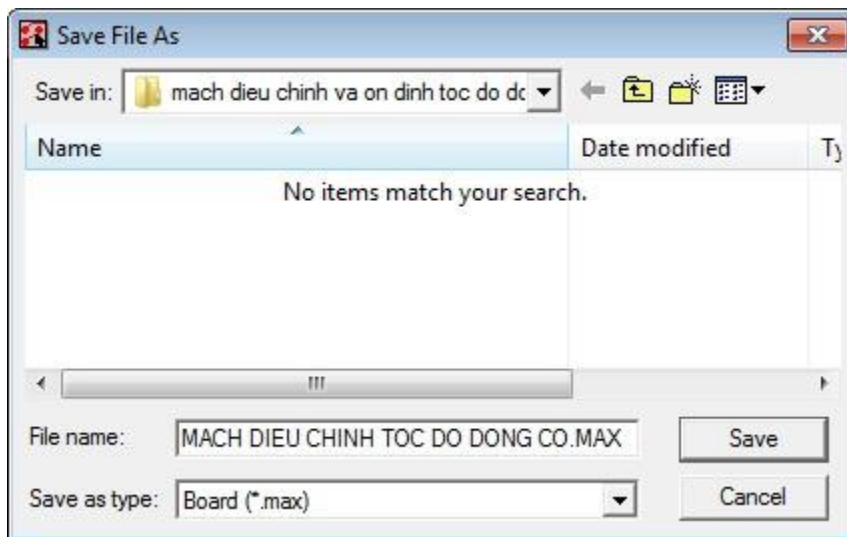 Save File As
Save in: mach dieu chinh va on dinh toc do dc
Name Date modified Ty
No items match your search.
File name: MACH DIEU CHINH TOC DO DONG CO.MAX Save
Save as type: Board (*.max) Cancel